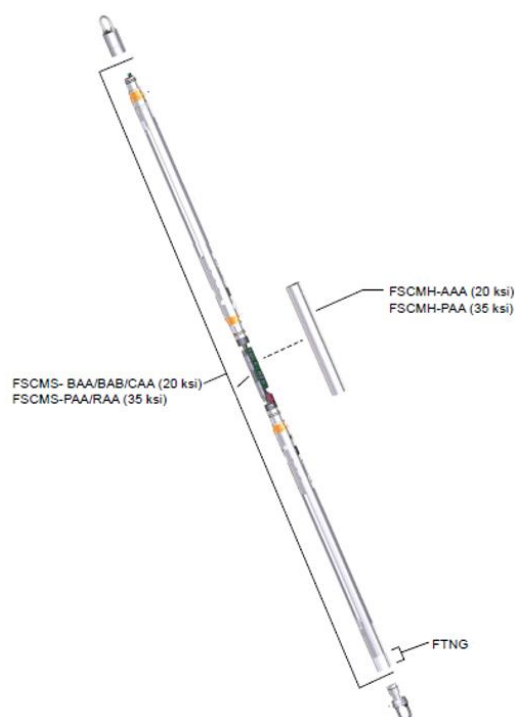 FSCMH-AAA (20 ksi)
FSCMH-PAA (35 ksi)
FSCMS- BAA/BAB/CAA (20 ksi)
FSCMS-PAA/RAA (35 ksi)
FTNG